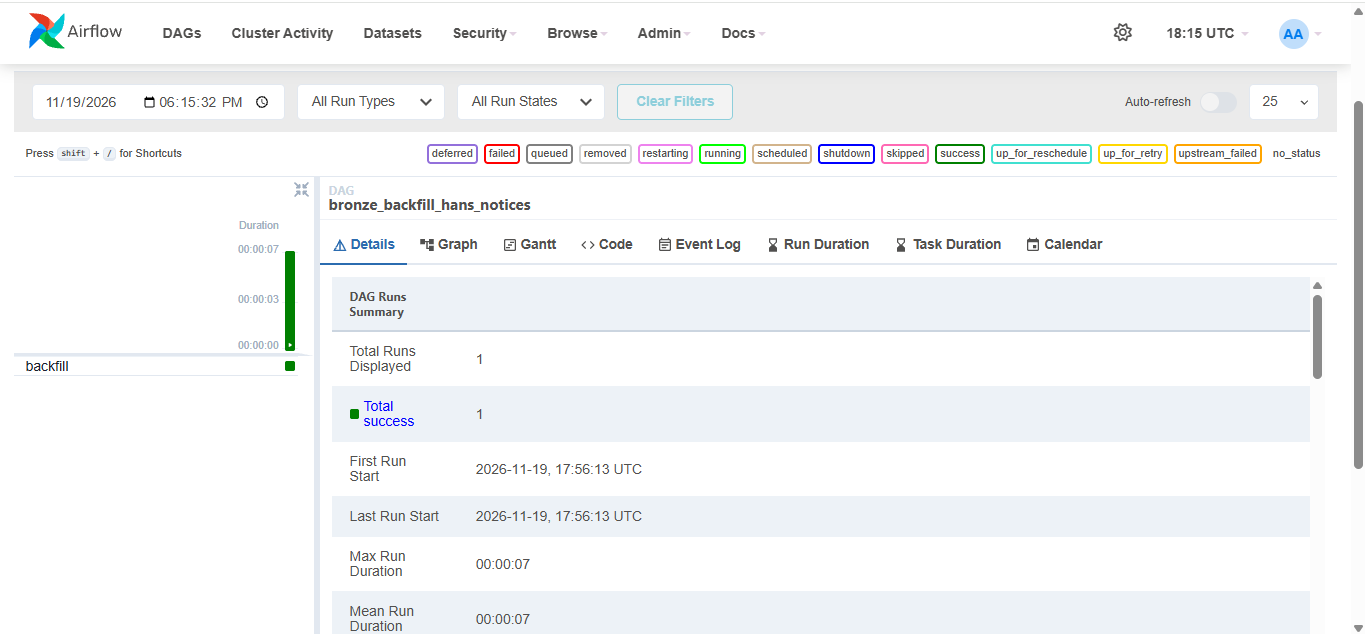 Airflow DAGs Cluster Activity Datasets Security Browse Admin Docs 18:15 UTC AA
11/19/2026 06:15:32 PM All Run Types All Run States Clear Filters Auto-refresh 25
Press shift + / for Shortcuts deferred failed queued removed restarting running scheduled shutdown skipped success up_for_reschedule up_for_retry upstream_failed no_status
Duration
00:00:07
00:00:03
00:00:00
backfill
DAG
bronze_backfill_hans_notices
Details Graph Gantt Code Event Log Run Duration Task Duration Calendar
DAG Runs
Summary
Total Runs
Displayed
1
Total
success
1
First Run
Start
2026-11-19, 17:56:13 UTC
Last Run Start 2026-11-19, 17:56:13 UTC
Max Run
Duration
00:00:07
Mean Run
Duration
00:00:07